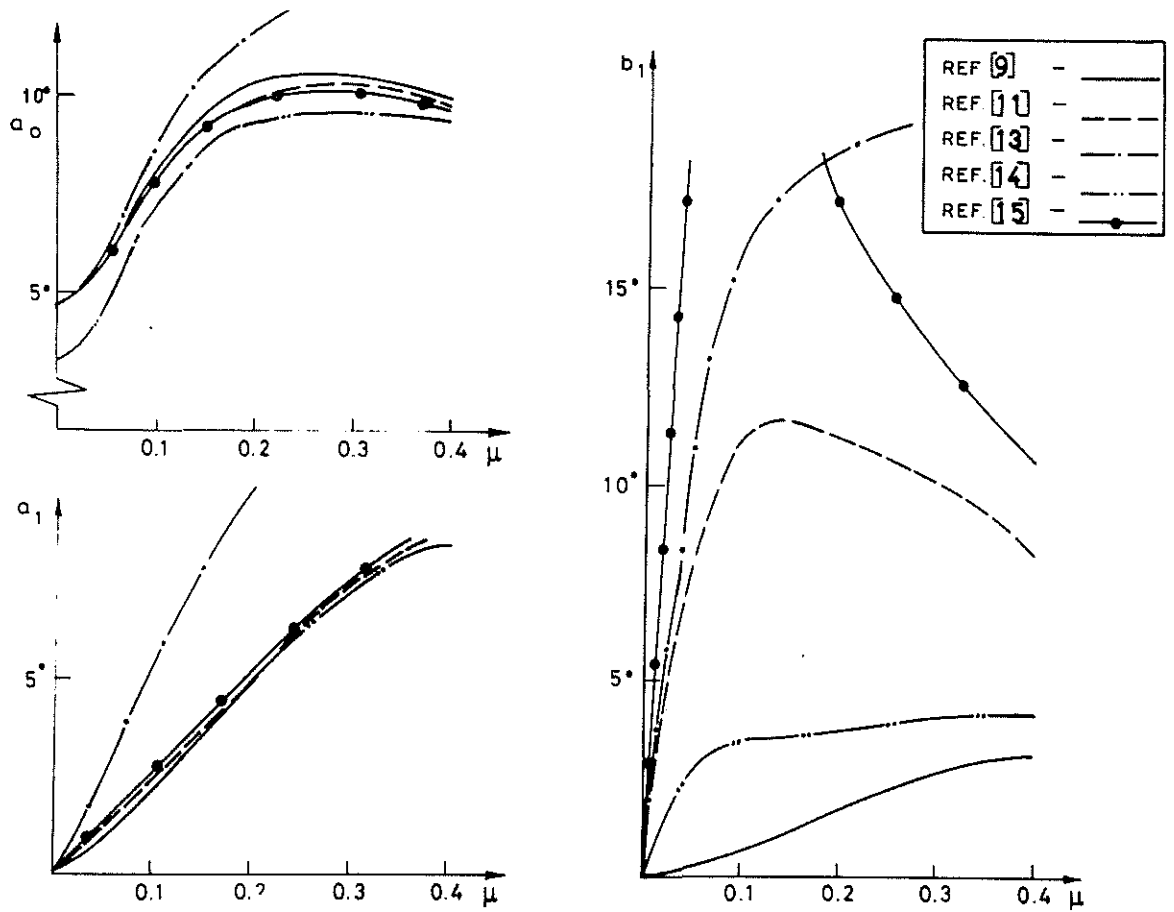 10°
a₀
5°
0.1 0.2 0.3 0.4 μ
a₁
5°
0.1 0.2 0.3 0.4 μ
b₁
15°
10°
5°
0.1 0.2 0.3 0.4 μ
REF [9] -
REF. [11] -
REF. [13] -
REF. [14] -
REF. [15] -